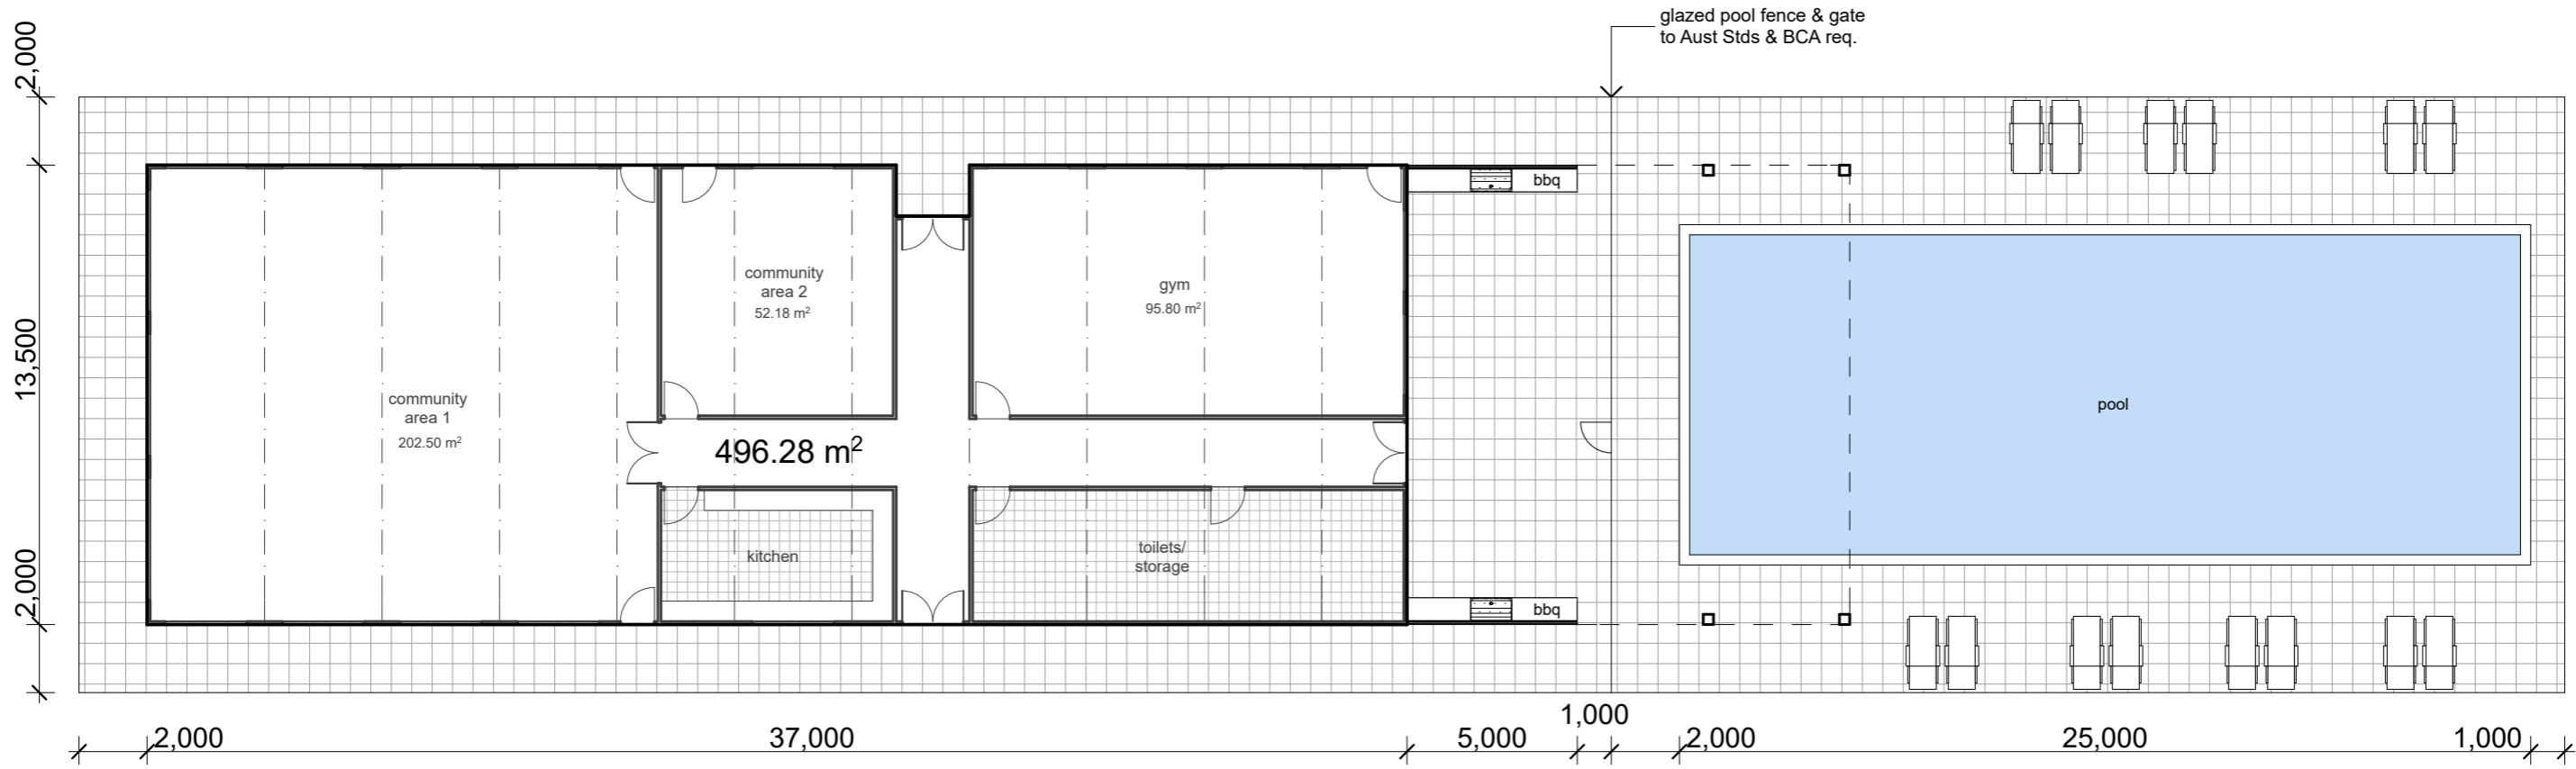 glazed pool fence & gate
to Aust Stds & BCA req.
2,000
13,500
2,000
bbq
community
area 2
52.18 m²
gym
95.80 m²
community
area 1
202.50 m²
496.28 m²
pool
kitchen
toilets/
storage
bbq
2,000
37,000
5,000
1,000
2,000
25,000
1,000